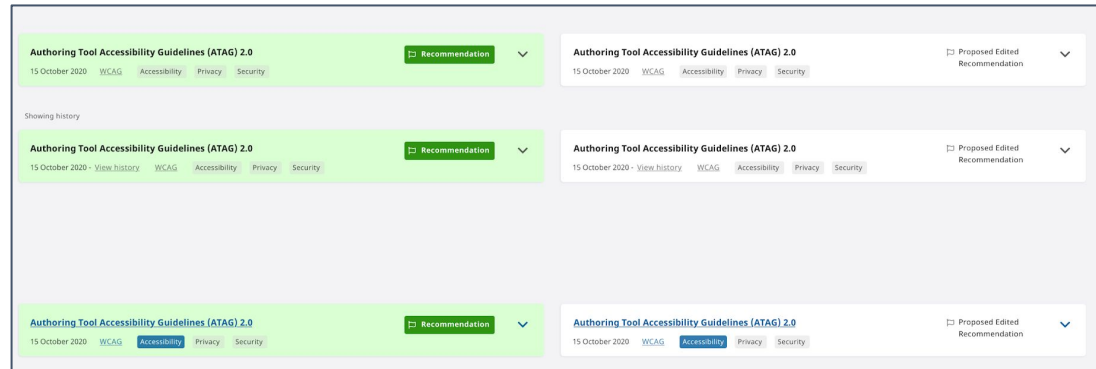 Authoring Tool Accessibility Guidelines (ATAG) 2.0
Recommendation
15 October 2020 WCAG Accessibility Privacy Security
Authoring Tool Accessibility Guidelines (ATAG) 2.0
Proposed Edited
Recommendation
15 October 2020 WCAG Accessibility Privacy Security
Showing history
Authoring Tool Accessibility Guidelines (ATAG) 2.0
Recommendation
15 October 2020 - View history WCAG Accessibility Privacy Security
Authoring Tool Accessibility Guidelines (ATAG) 2.0
Proposed Edited
Recommendation
15 October 2020 - View history WCAG Accessibility Privacy Security
Authoring Tool Accessibility Guidelines (ATAG) 2.0
Recommendation
15 October 2020 WCAG Accessibility Privacy Security
Authoring Tool Accessibility Guidelines (ATAG) 2.0
Proposed Edited
Recommendation
15 October 2020 WCAG Accessibility Privacy Security